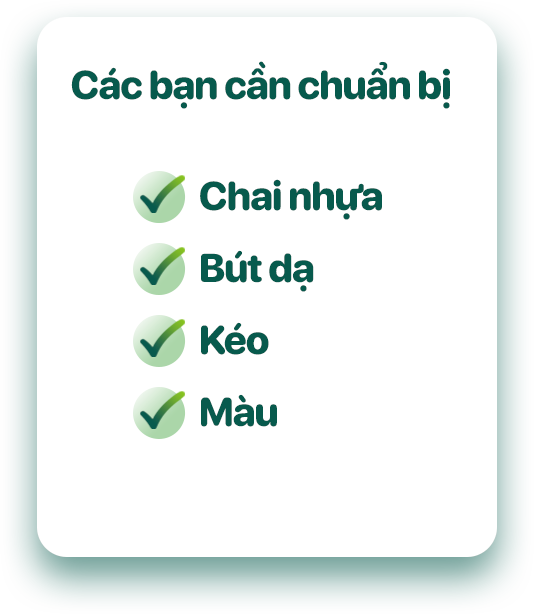 Các bạn cần chuẩn bị
Chai nhựa
Bút dạ
Kéo
Màu